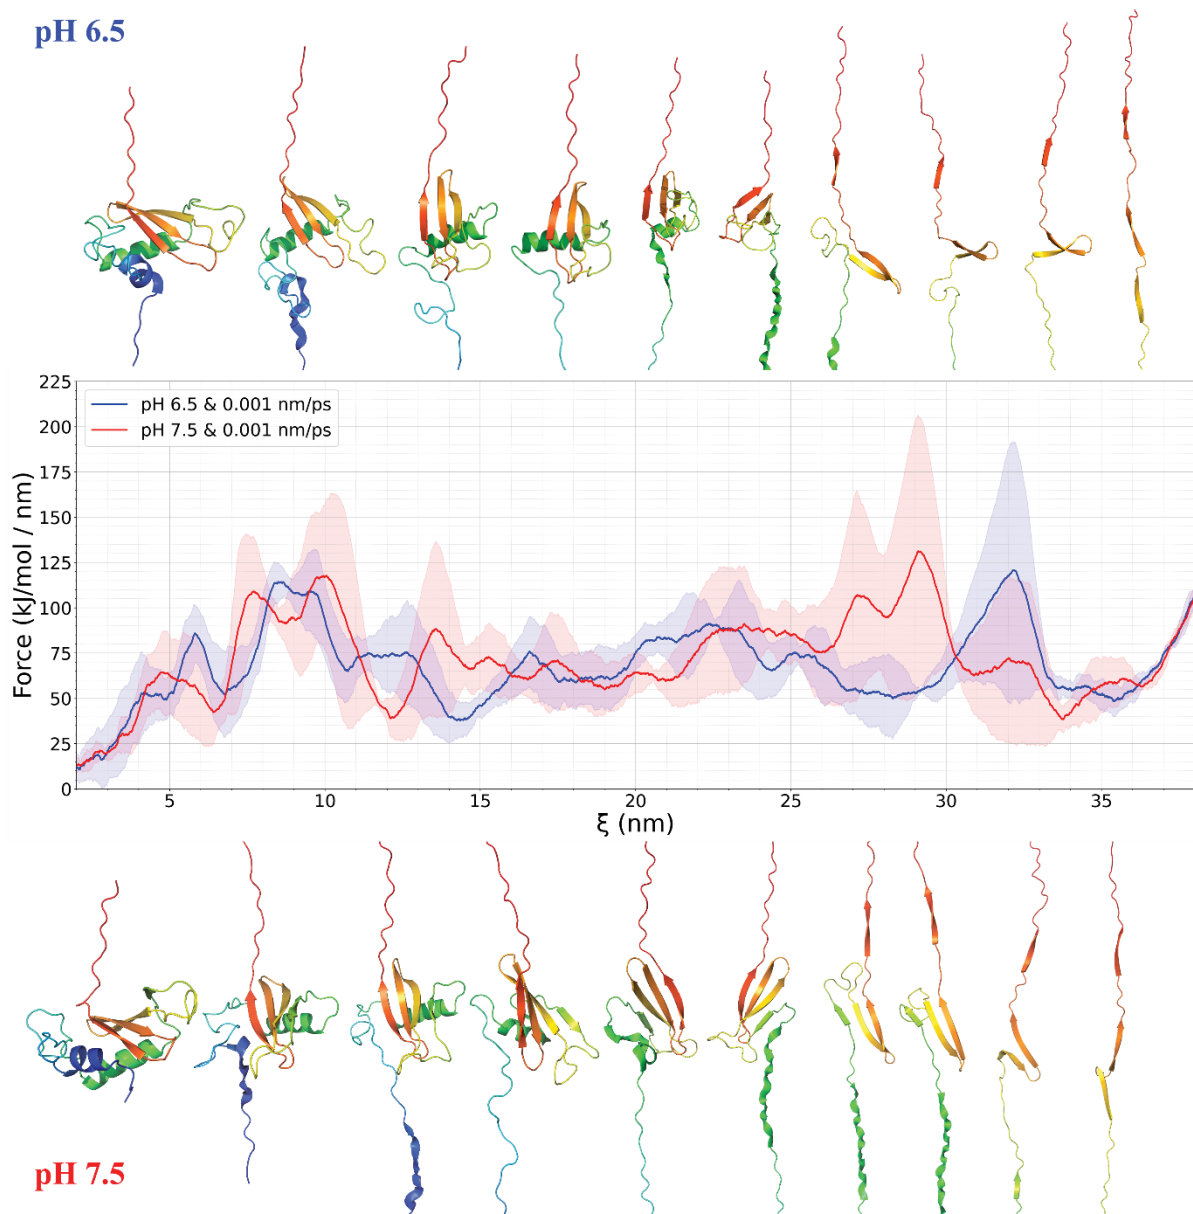 pH 6.5
225
200
175
150
125
100
75
50
25
0
Force (kJ/mol / nm)
pH 6.5 & 0.001 nm/ps
pH 7.5 & 0.001 nm/ps
5 10 15 20 25 30 35
ξ (nm)
pH 7.5